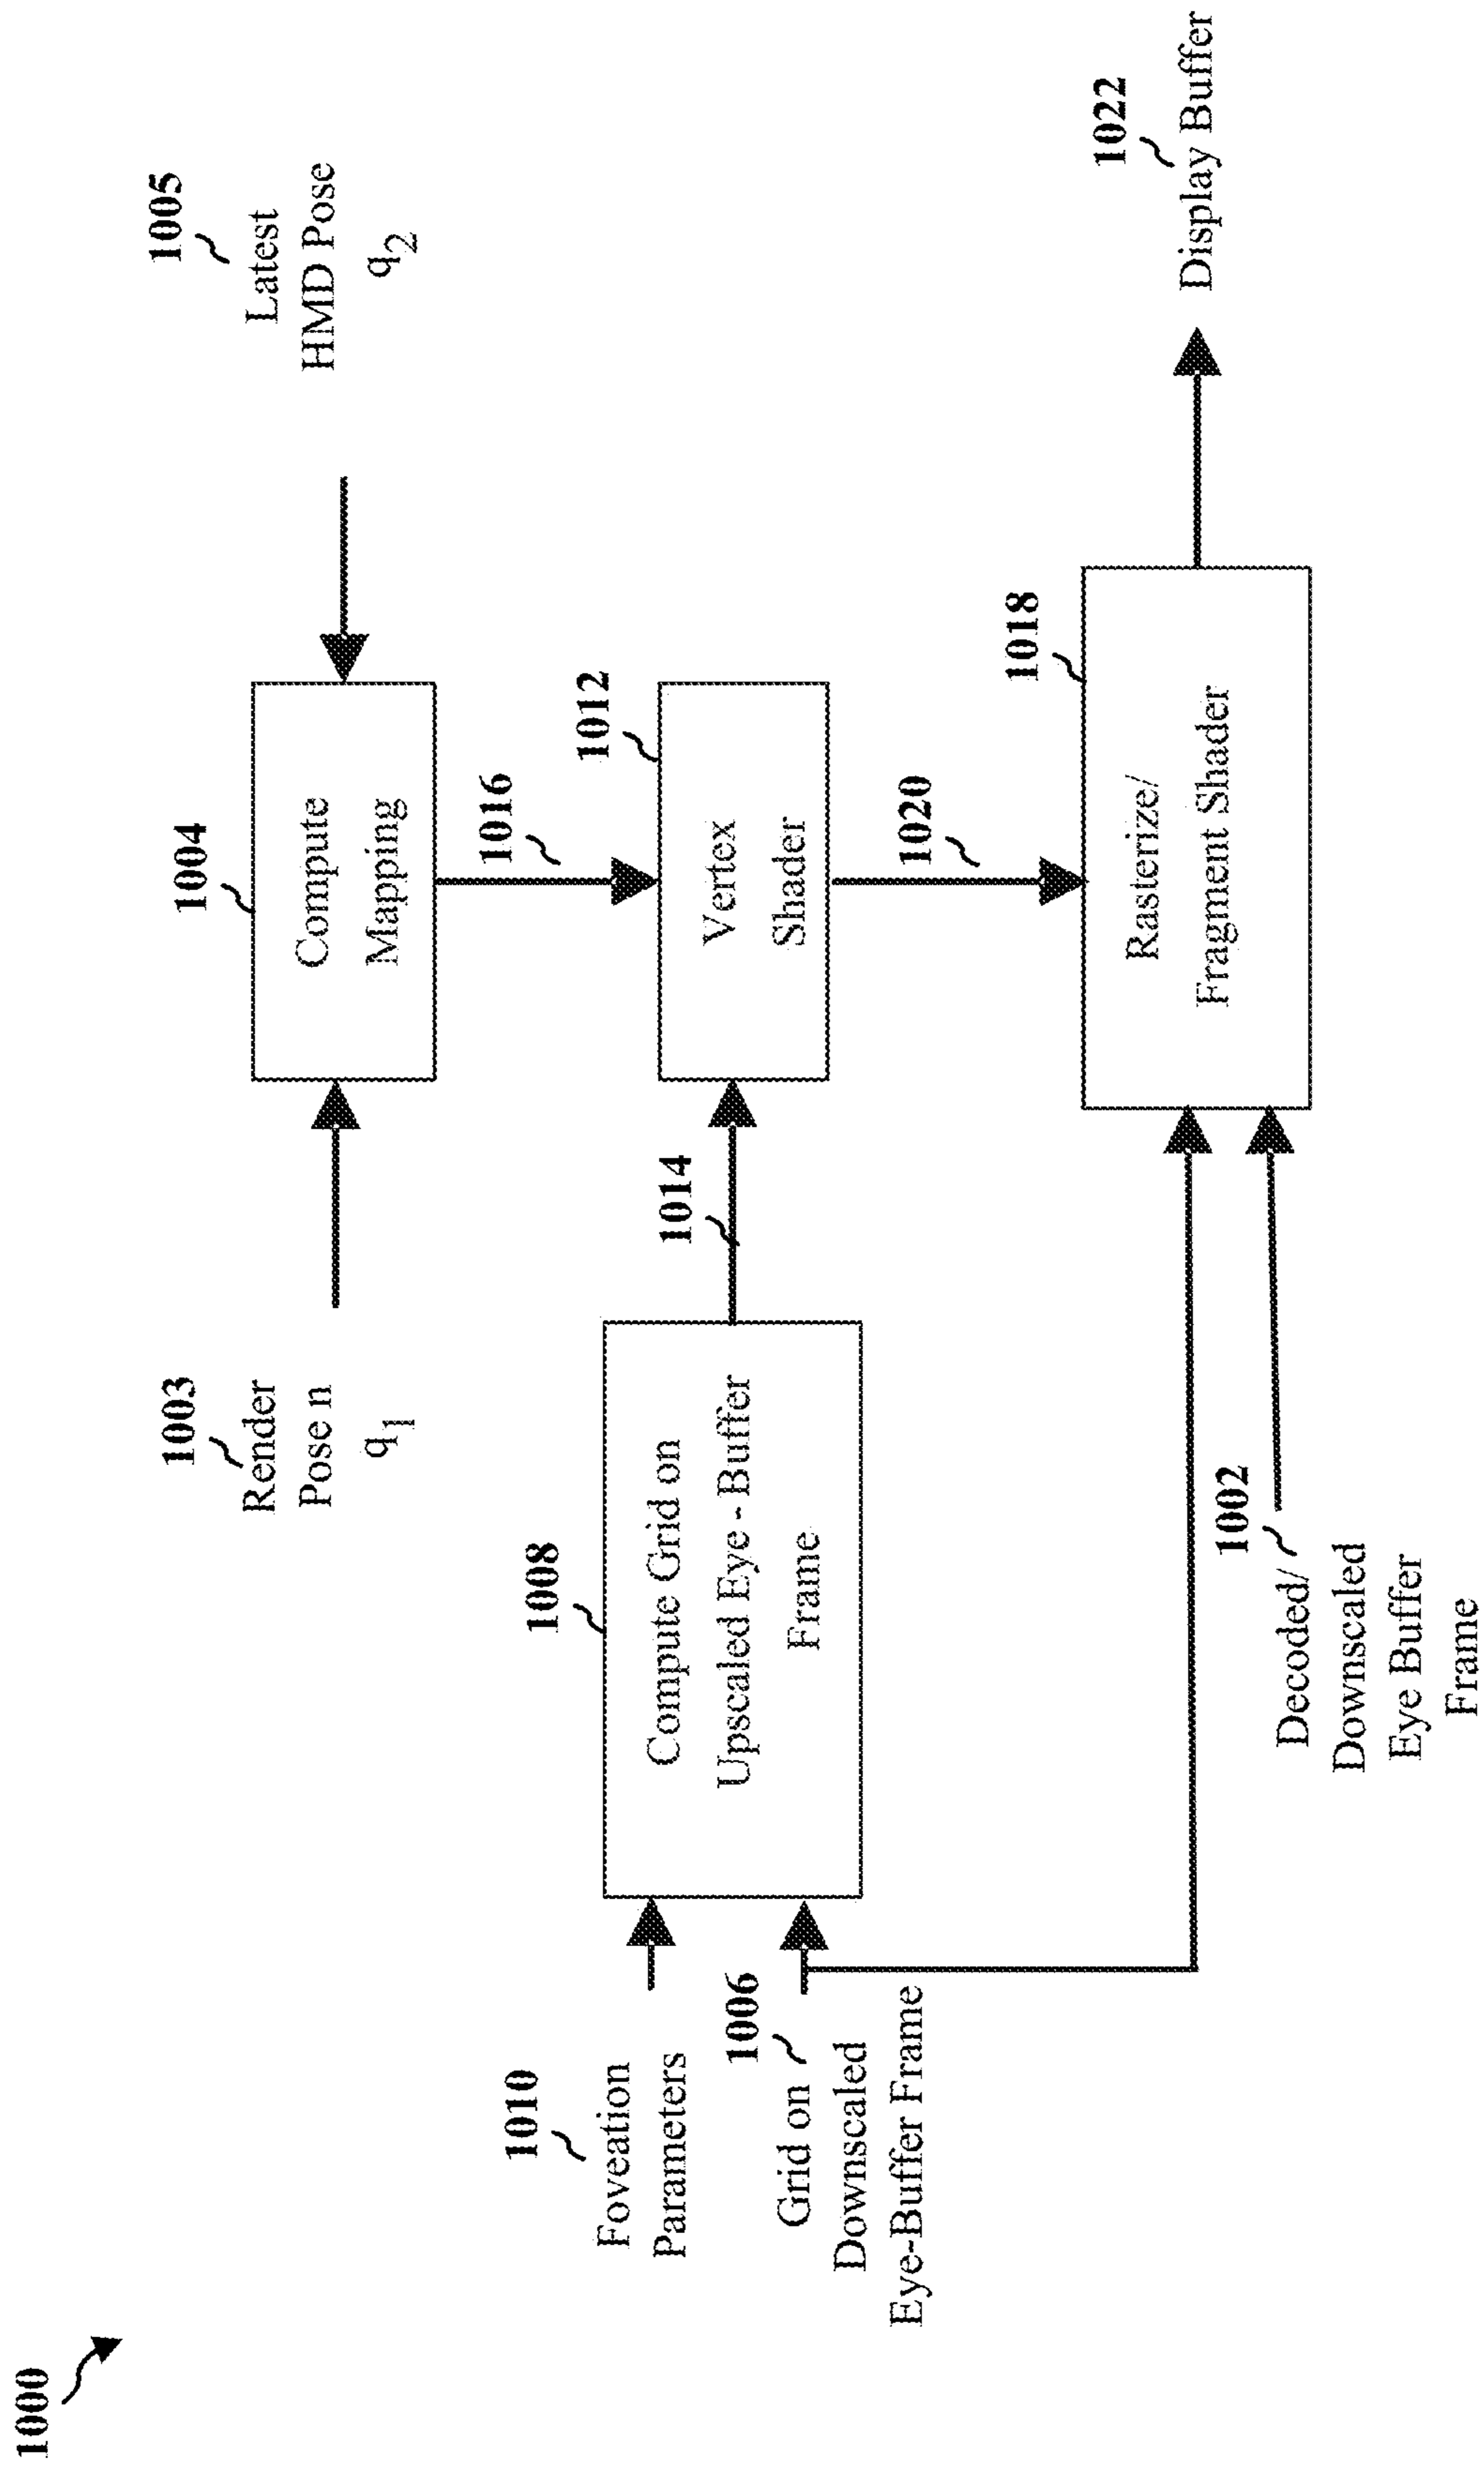 1000
1003
Render
Pose n
q1
1004
Compute
Mapping
1005
Latest
HMD Pose
q2
1016
1010
Foveation
Parameters
1006
Grid on
Downscaled
Eye-Buffer Frame
1008
Compute Grid on
Upscaled Eye - Buffer
Frame
1014
1012
Vertex
Shader
1020
1002
Decoded/
Downscaled
Eye Buffer
Frame
1018
Rasterize/
Fragment Shader
1022
Display Buffer